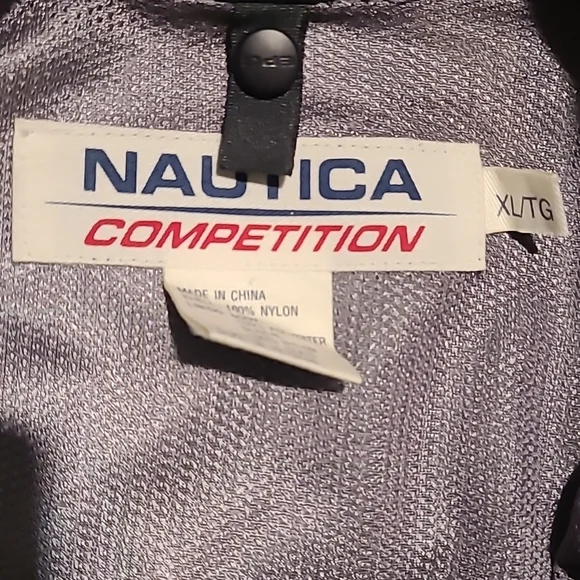 NAUTICA
COMPETITION
XL/TG
MADE IN CHINA
100% NYLON